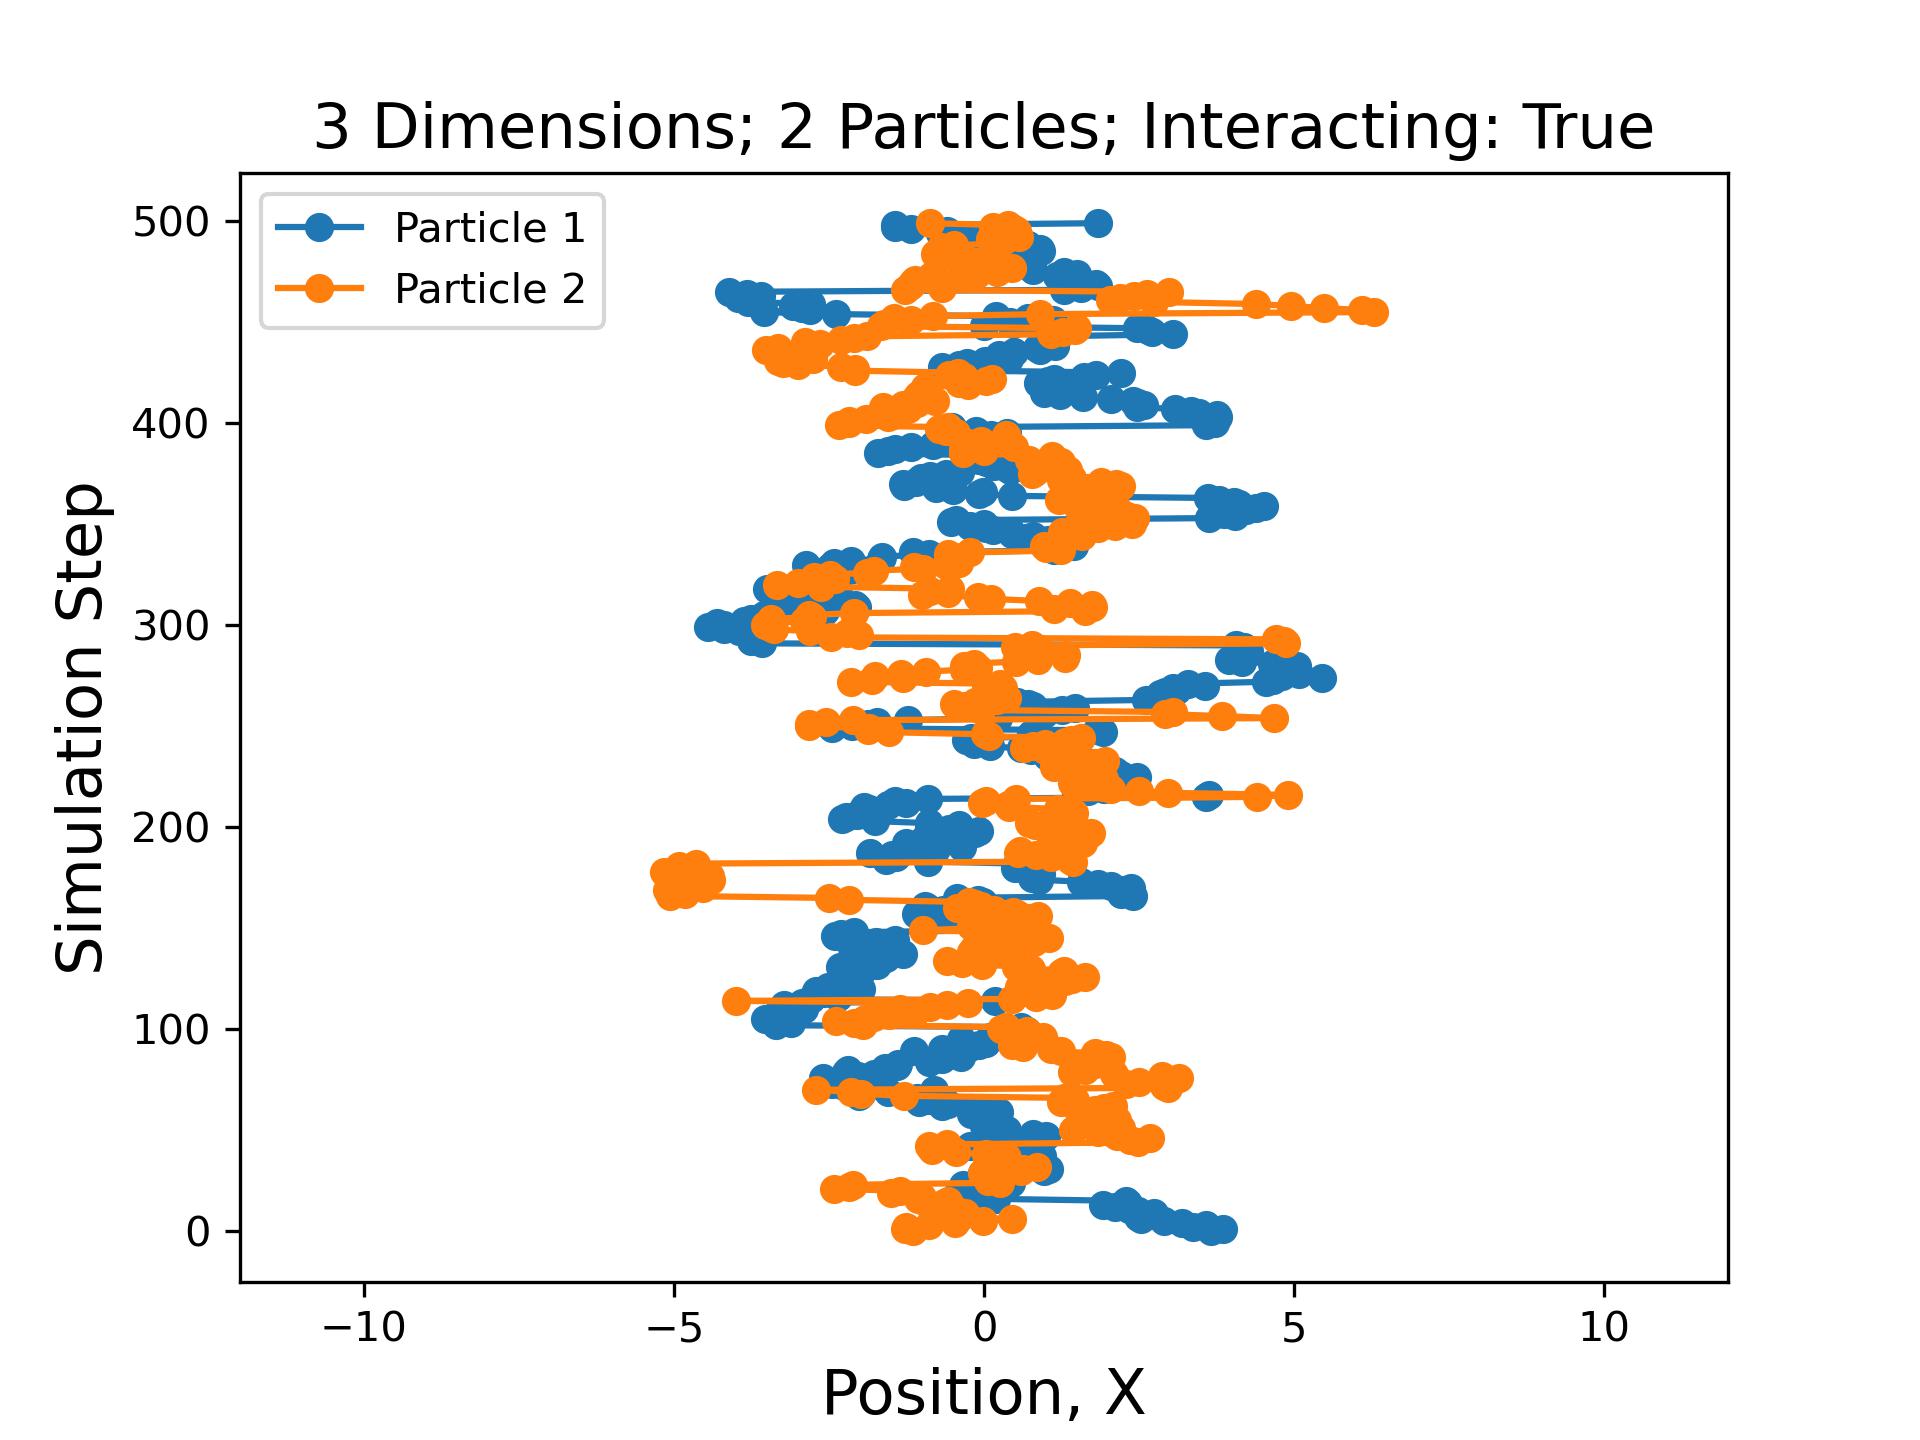 3 Dimensions; 2 Particles; Interacting: True
Particle 1
Particle 2
500
400
300
200
100
0
Simulation Step
−10
−5
0
5
10
Position, X